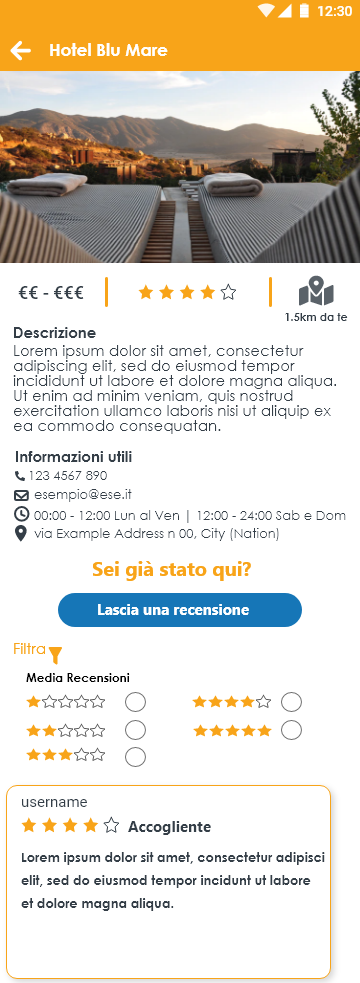 12:30
Hotel Blu Mare
€€ - €€€
1.5km da te
Descrizione
Lorem ipsum dolor sit amet, consectetur
adipiscing elit, sed do eiusmod tempor
incididunt ut labore et dolore magna aliqua.
Ut enim ad minim veniam, quis nostrud
exercitation ullamco laboris nisi ut aliquip ex
ea commodo consequatan.
Informazioni utili
123 4567 890
esempio@ese.it
00:00 - 12:00 Lun al Ven | 12:00 - 24:00 Sab e Dom
via Example Address n 00, City (Nation)
Sei già stato qui?
Lascia una recensione
Filtra
Media Recensioni
username
Accogliente
Lorem ipsum dolor sit amet, consectetur adipisci
elit, sed do eiusmod tempor incidunt ut labore
et dolore magna aliqua.